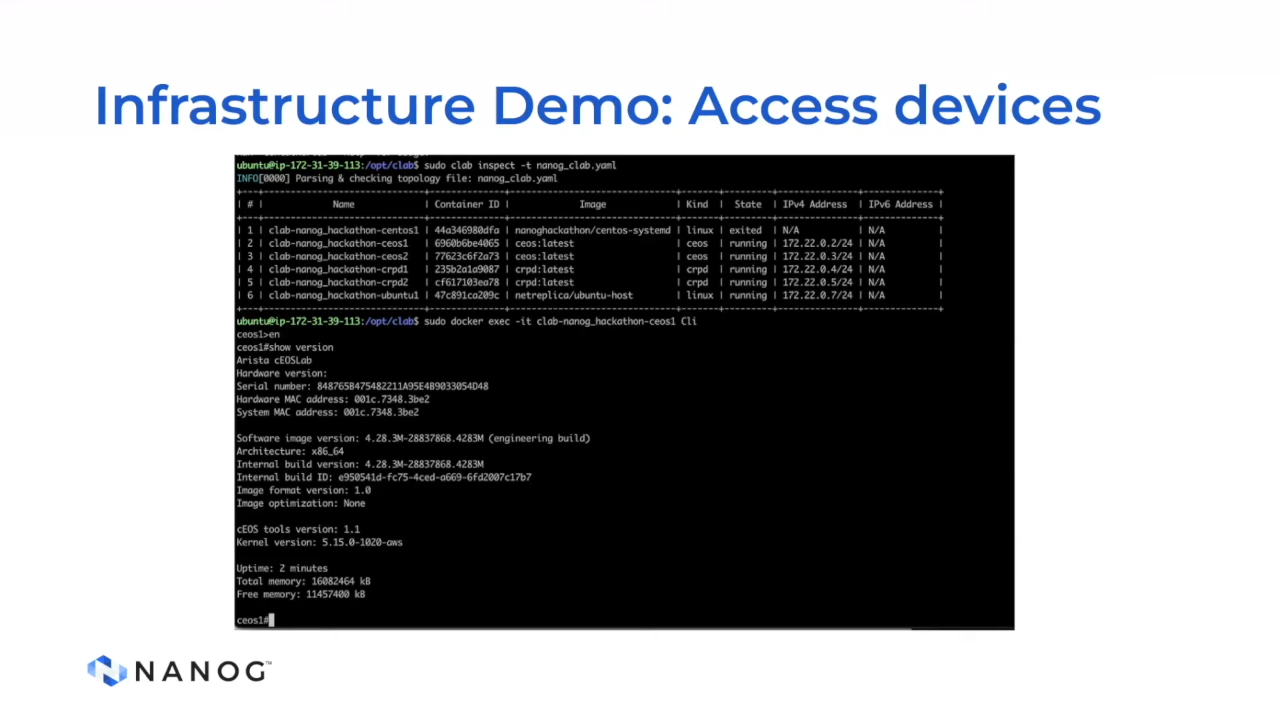 Infrastructure Demo: Access devices
ubuntu@ip-172-31-39-113:/opt/clab$ sudo clab inspect -t nanog_clab.yaml
INFO[0000] Parsing & checking topology file: nanog_clab.yaml
+---+-----------------------------+--------------+-----------------------------+-------+---------+---------------+--------------+
| # | Name | Container ID | Image | Kind | State | IPv4 Address | IPv6 Address |
+---+-----------------------------+--------------+-----------------------------+-------+---------+---------------+--------------+
| 1 | clab-nanog_hackathon-centos1 | 44a346980dfa | nanoghackathon/centos-systemd | linux | exited | N/A | N/A |
| 2 | clab-nanog_hackathon-ceos1 | 6960b6be4065 | ceos:latest | ceos | running | 172.22.0.2/24 | N/A |
| 3 | clab-nanog_hackathon-ceos2 | 77623c6f2a73 | ceos:latest | ceos | running | 172.22.0.3/24 | N/A |
| 4 | clab-nanog_hackathon-crpd1 | 235b2a1a9087 | crpd:latest | crpd | running | 172.22.0.4/24 | N/A |
| 5 | clab-nanog_hackathon-crpd2 | cf617103ea78 | crpd:latest | crpd | running | 172.22.0.5/24 | N/A |
| 6 | clab-nanog_hackathon-ubuntu1 | 47c891ca209c | netreplica/ubuntu-host | linux | running | 172.22.0.7/24 | N/A |
+---+-----------------------------+--------------+-----------------------------+-------+---------+---------------+--------------+
ubuntu@ip-172-31-39-113:/opt/clab$ sudo docker exec -it clab-nanog_hackathon-ceos1 Cli
ceos1>en
ceos1#show version
Arista cEOSLab
Hardware version:
Serial number: 848765B475482211A95E4B9033054D48
Hardware MAC address: 001c.7348.3be2
System MAC address: 001c.7348.3be2
Software image version: 4.28.3M-28837868.4283M (engineering build)
Architecture: x86_64
Internal build version: 4.28.3M-28837868.4283M
Internal build ID: e950541d-fc75-4ced-a669-6fd2007c17b7
Image format version: 1.0
Image optimization: None
cEOS tools version: 1.1
Kernel version: 5.15.0-1020-aws
Uptime: 2 minutes
Total memory: 16082464 kB
Free memory: 11457400 kB
ceos1#
NANOG™